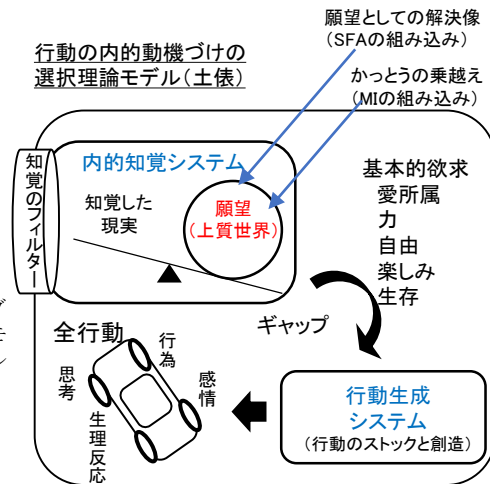 願望としての解決像
(SFAの組み込み)
行動の内的動機づけの
選択理論モデル(土俵)
かっとうの乗越え
(MIの組み込み)
知覚のフィルター
内的知覚システム
知覚した
現実
願望
(上質世界)
基本的欲求
愛所属
力
自由
楽しみ
生存
ギャップ
全行動
行為
感情
思考
生理反応
行動生成
システム
(行動のストックと創造)